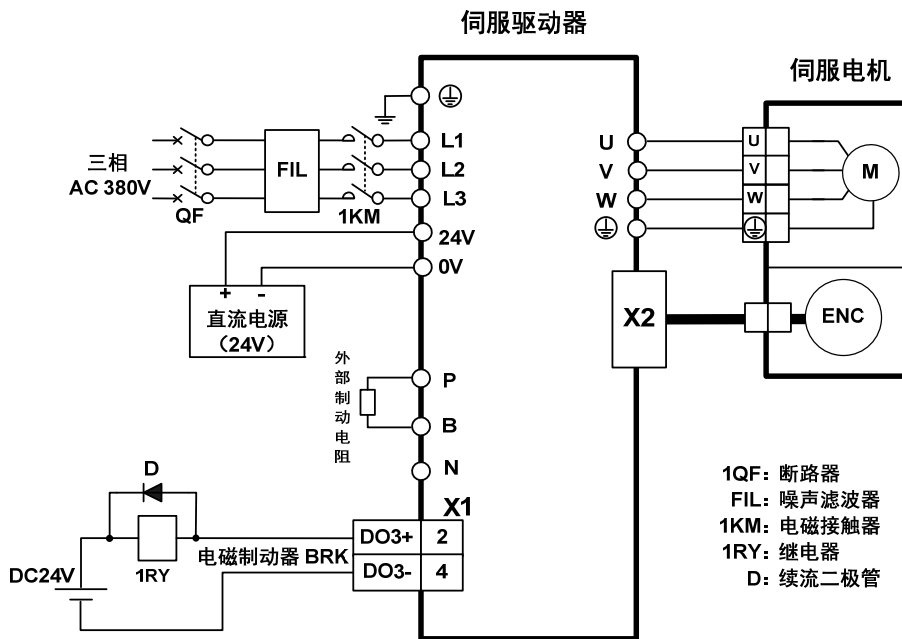 伺服驱动器
伺服电机
三相
AC 380V
QF
FIL
1KM
L1
L2
L3
24V
0V
+ -
直流电源
（24V）
外部制动电阻
P
B
N
X1
D
1RY
DC24V
电磁制动器 BRK
DO3+ 2
DO3- 4
U
V
W
U
V
W
M
X2
ENC
1QF：断路器
FIL：噪声滤波器
1KM：电磁接触器
1RY：继电器
D：续流二极管